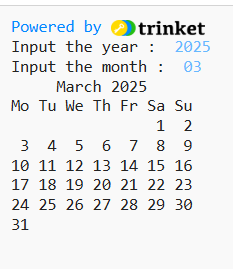 Powered by trinket
Input the year :  2025
Input the month :  03
     March 2025
Mo Tu We Th Fr Sa Su
                1  2
 3  4  5  6  7  8  9
10 11 12 13 14 15 16
17 18 19 20 21 22 23
24 25 26 27 28 29 30
31